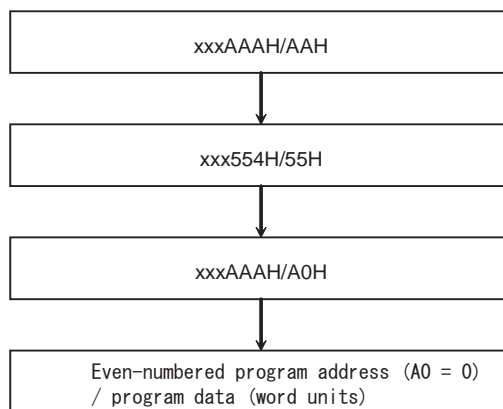 xxxAAAH/AAH
xxx554H/55H
xxxAAAH/A0H
Even-numbered program address (A0 = 0)
/ program data (word units)